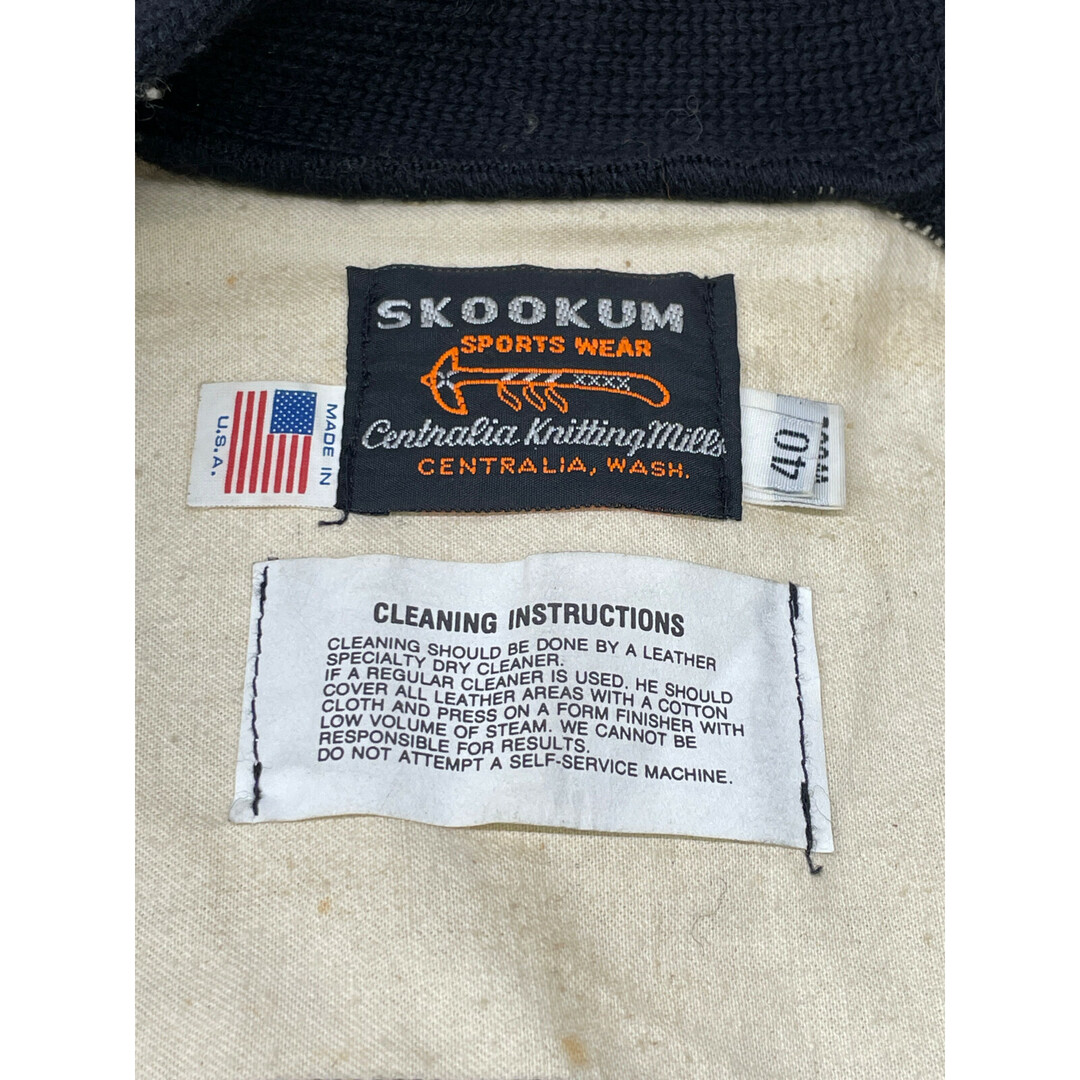 SKOOKUM
SPORTS WEAR
XXXX
Centralia Knitting Mills
CENTRALIA, WASH.
MADE IN
U.S.A.
40
CLEANING INSTRUCTIONS
CLEANING SHOULD BE DONE BY A LEATHER
SPECIALTY DRY CLEANER.
IF A REGULAR CLEANER IS USED, HE SHOULD
COVER ALL LEATHER AREAS WITH A COTTON
CLOTH AND PRESS ON A FORM FINISHER WITH
LOW VOLUME OF STEAM. WE CANNOT BE
RESPONSIBLE FOR RESULTS.
DO NOT ATTEMPT A SELF-SERVICE MACHINE.